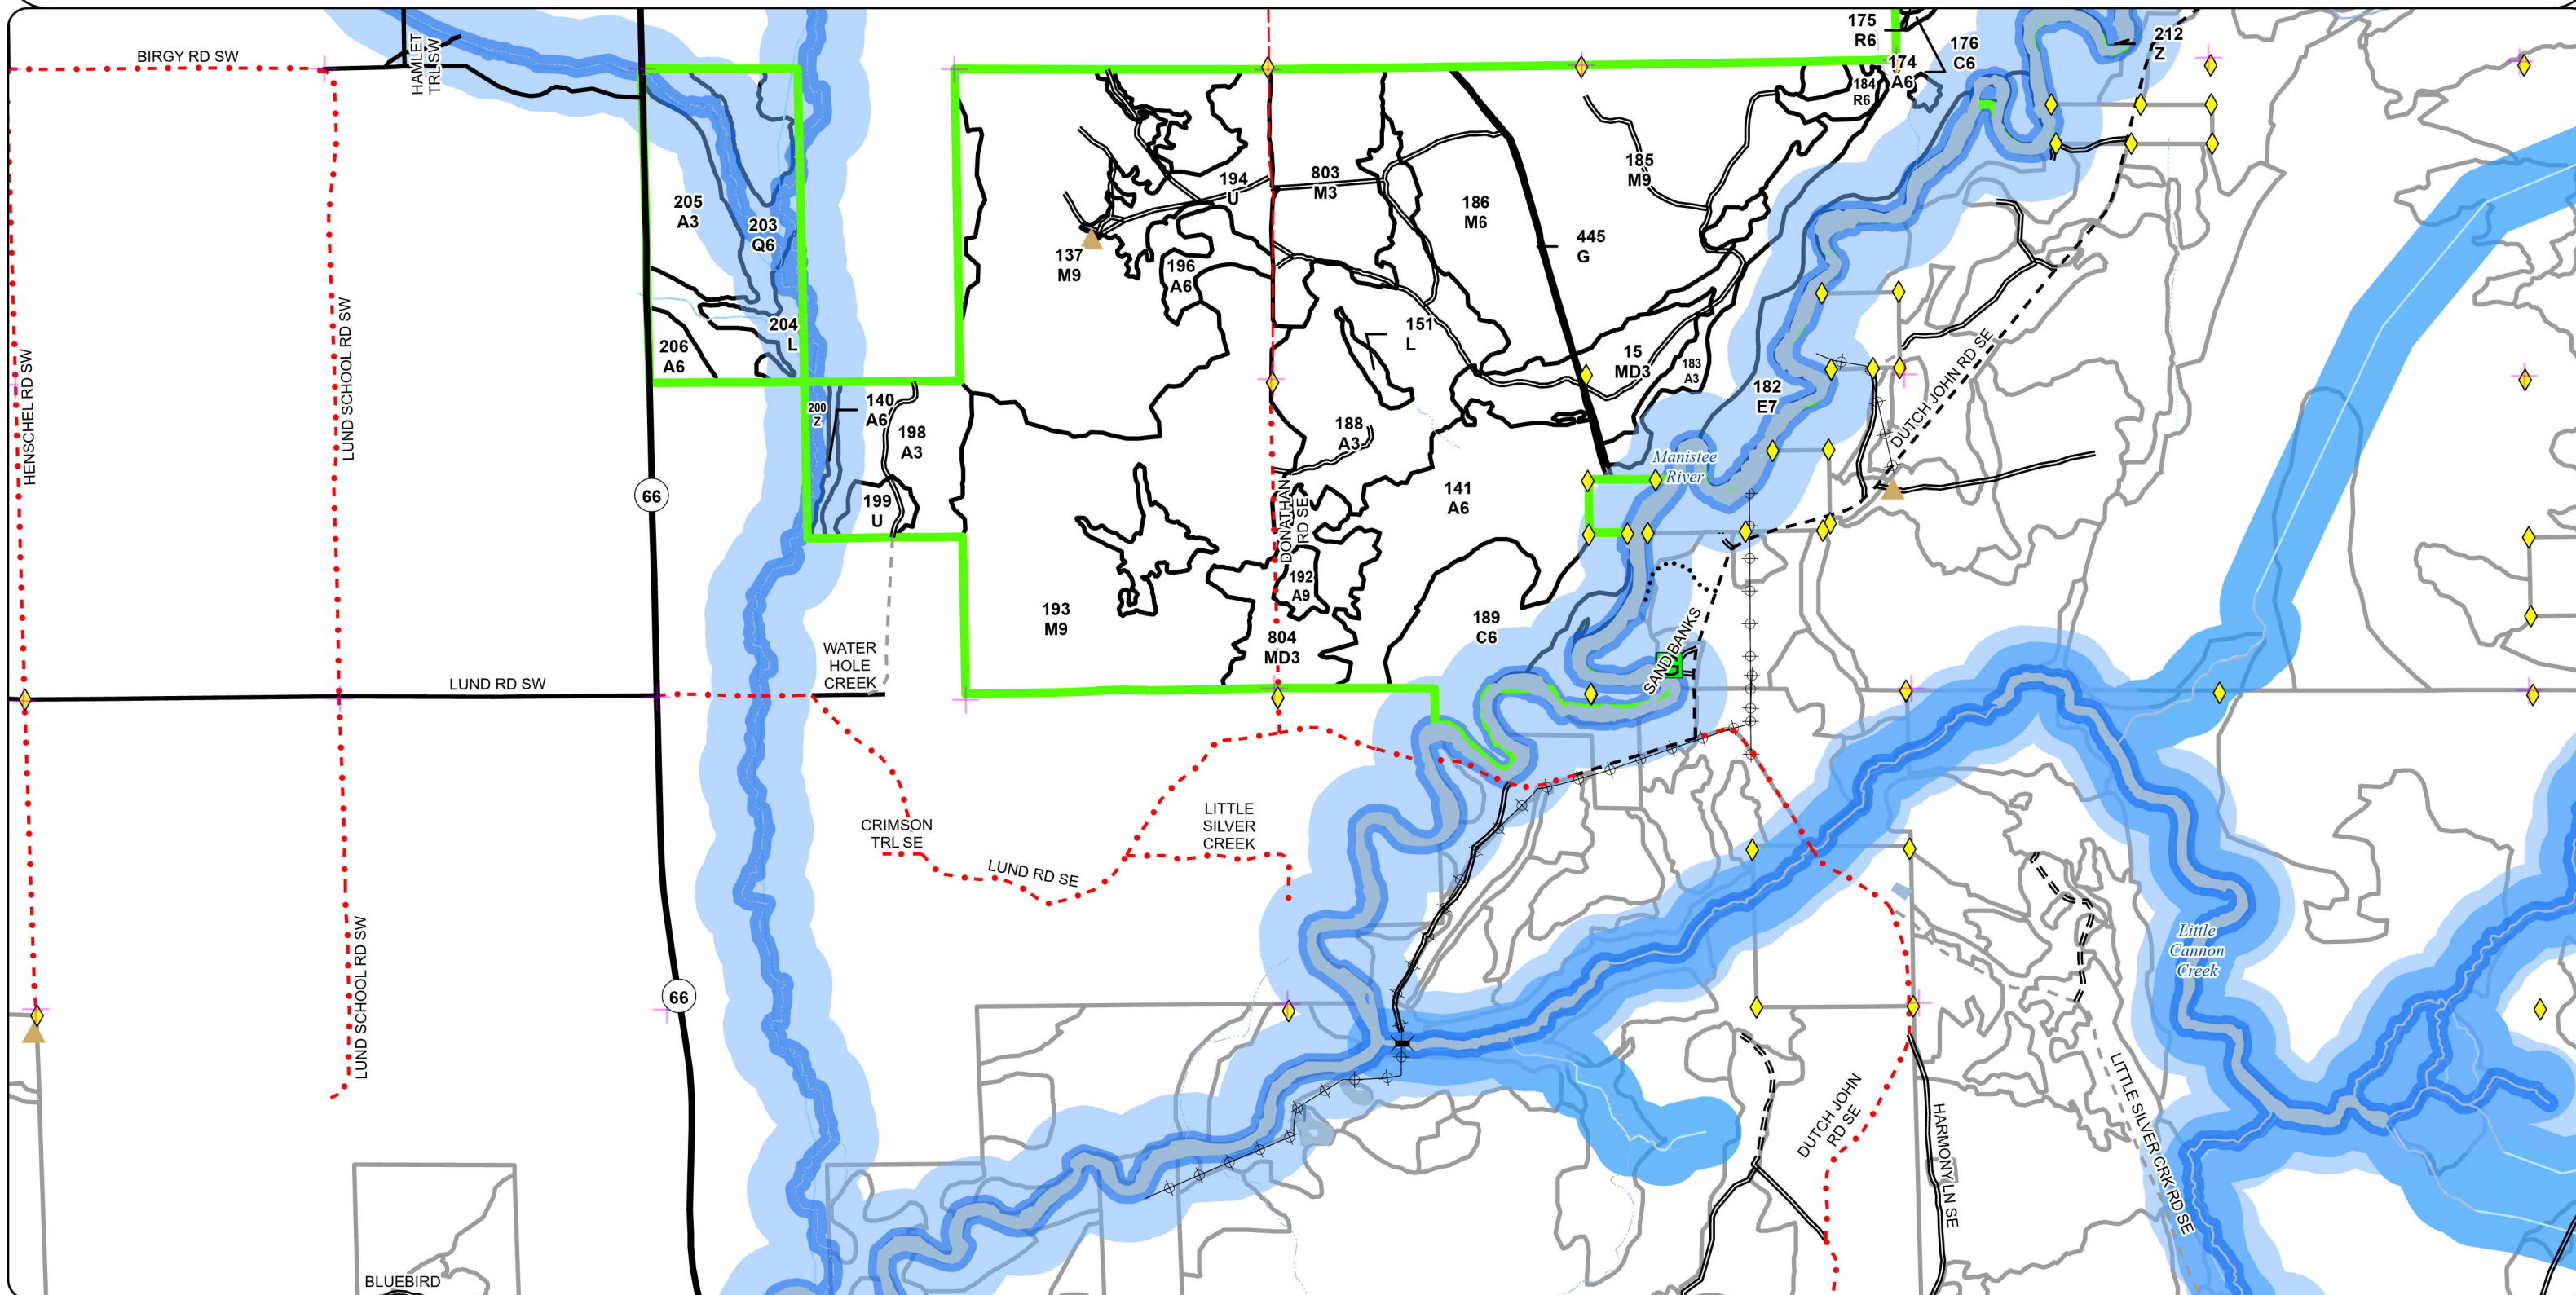 175
R6
176
C6
212
Z
BIRGY RD SW
HAMLET
TRL SW
174
A6
184
R6
185
M9
194
U
803
M3
186
M6
205
A3
203
Q6
445
G
137
M9
196
A6
204
L
151
L
206
A6
15
MD3
183
A3
182
E7
HENSCHEL RD SW
LUND SCHOOL RD SW
DUTCH JOHN RD SE
200
Z
140
A6
198
A3
188
A3
Manistee
River
66
199
U
141
A6
DONATHAN
RD SE
192
A9
193
M9
189
C6
804
MD3
SAND BANKS
WATER
HOLE
CREEK
LUND RD SW
CRIMSON
TRL SE
LITTLE
SILVER
CREEK
LUND RD SE
Little
Cannon
Creek
66
LUND SCHOOL RD SW
DUTCH JOHN
RD SE
HARMONY LN SE
LITTLE SILVER CRK RD SE
BLUEBIRD